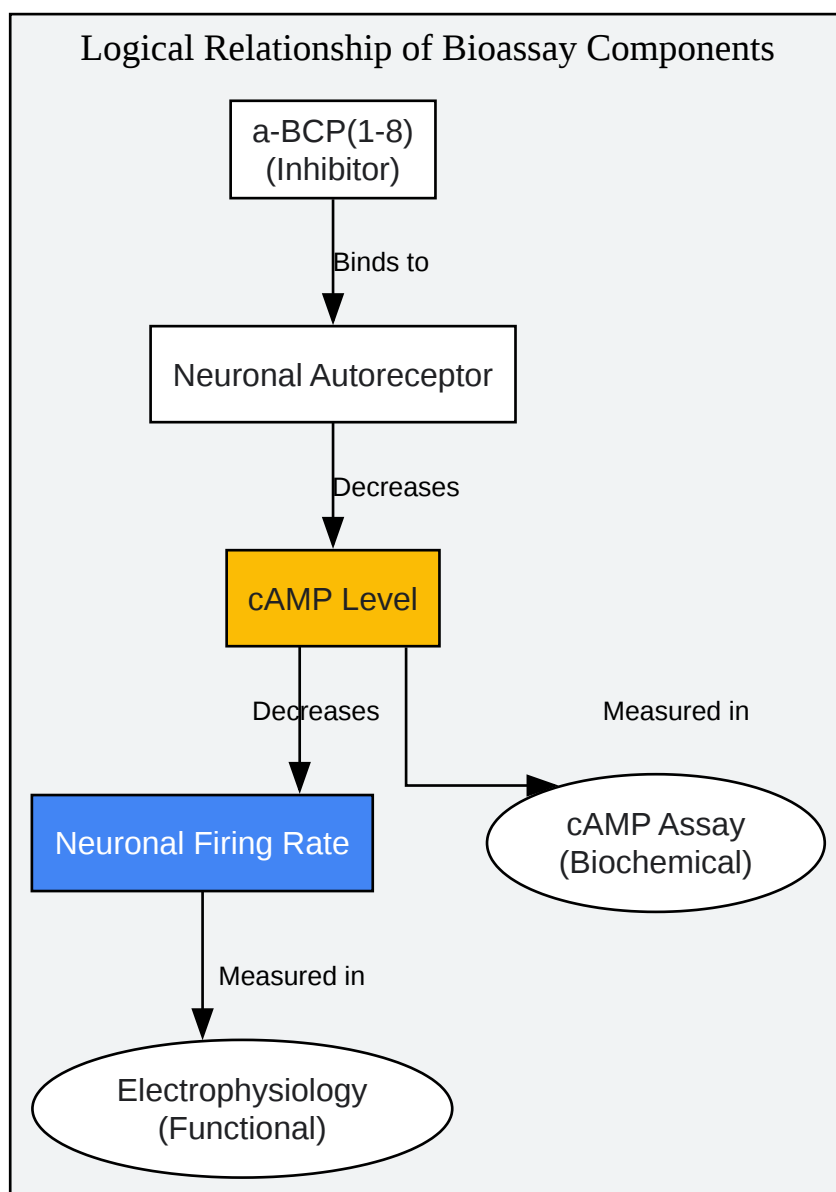 Logical Relationship of Bioassay Components
a-BCP(1-8)
(Inhibitor)
Binds to
Neuronal Autoreceptor
Decreases
cAMP Level
Decreases
Measured in
Neuronal Firing Rate
cAMP Assay
(Biochemical)
Measured in
Electrophysiology
(Functional)